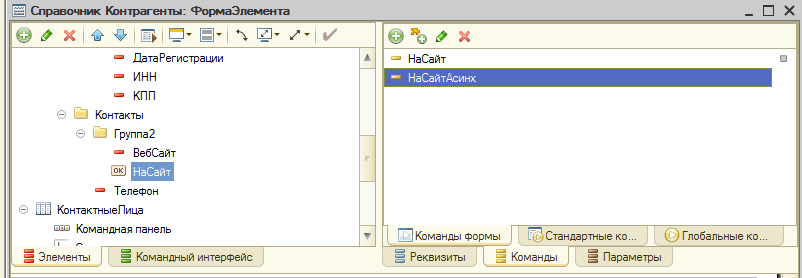 Справочник Контрагенты: ФормаЭлемента
ДатаРегистрации
ИНН
КПП
Контакты
Группа2
ВебСайт
OK НаСайт
Телефон
КонтактныеЛица
Командная панель
Элементы
Командный интерфейс
НаСайт
НаСайтАсинх
Команды формы
Стандартные ко...
Глобальные ко...
Реквизиты
Команды
Параметры